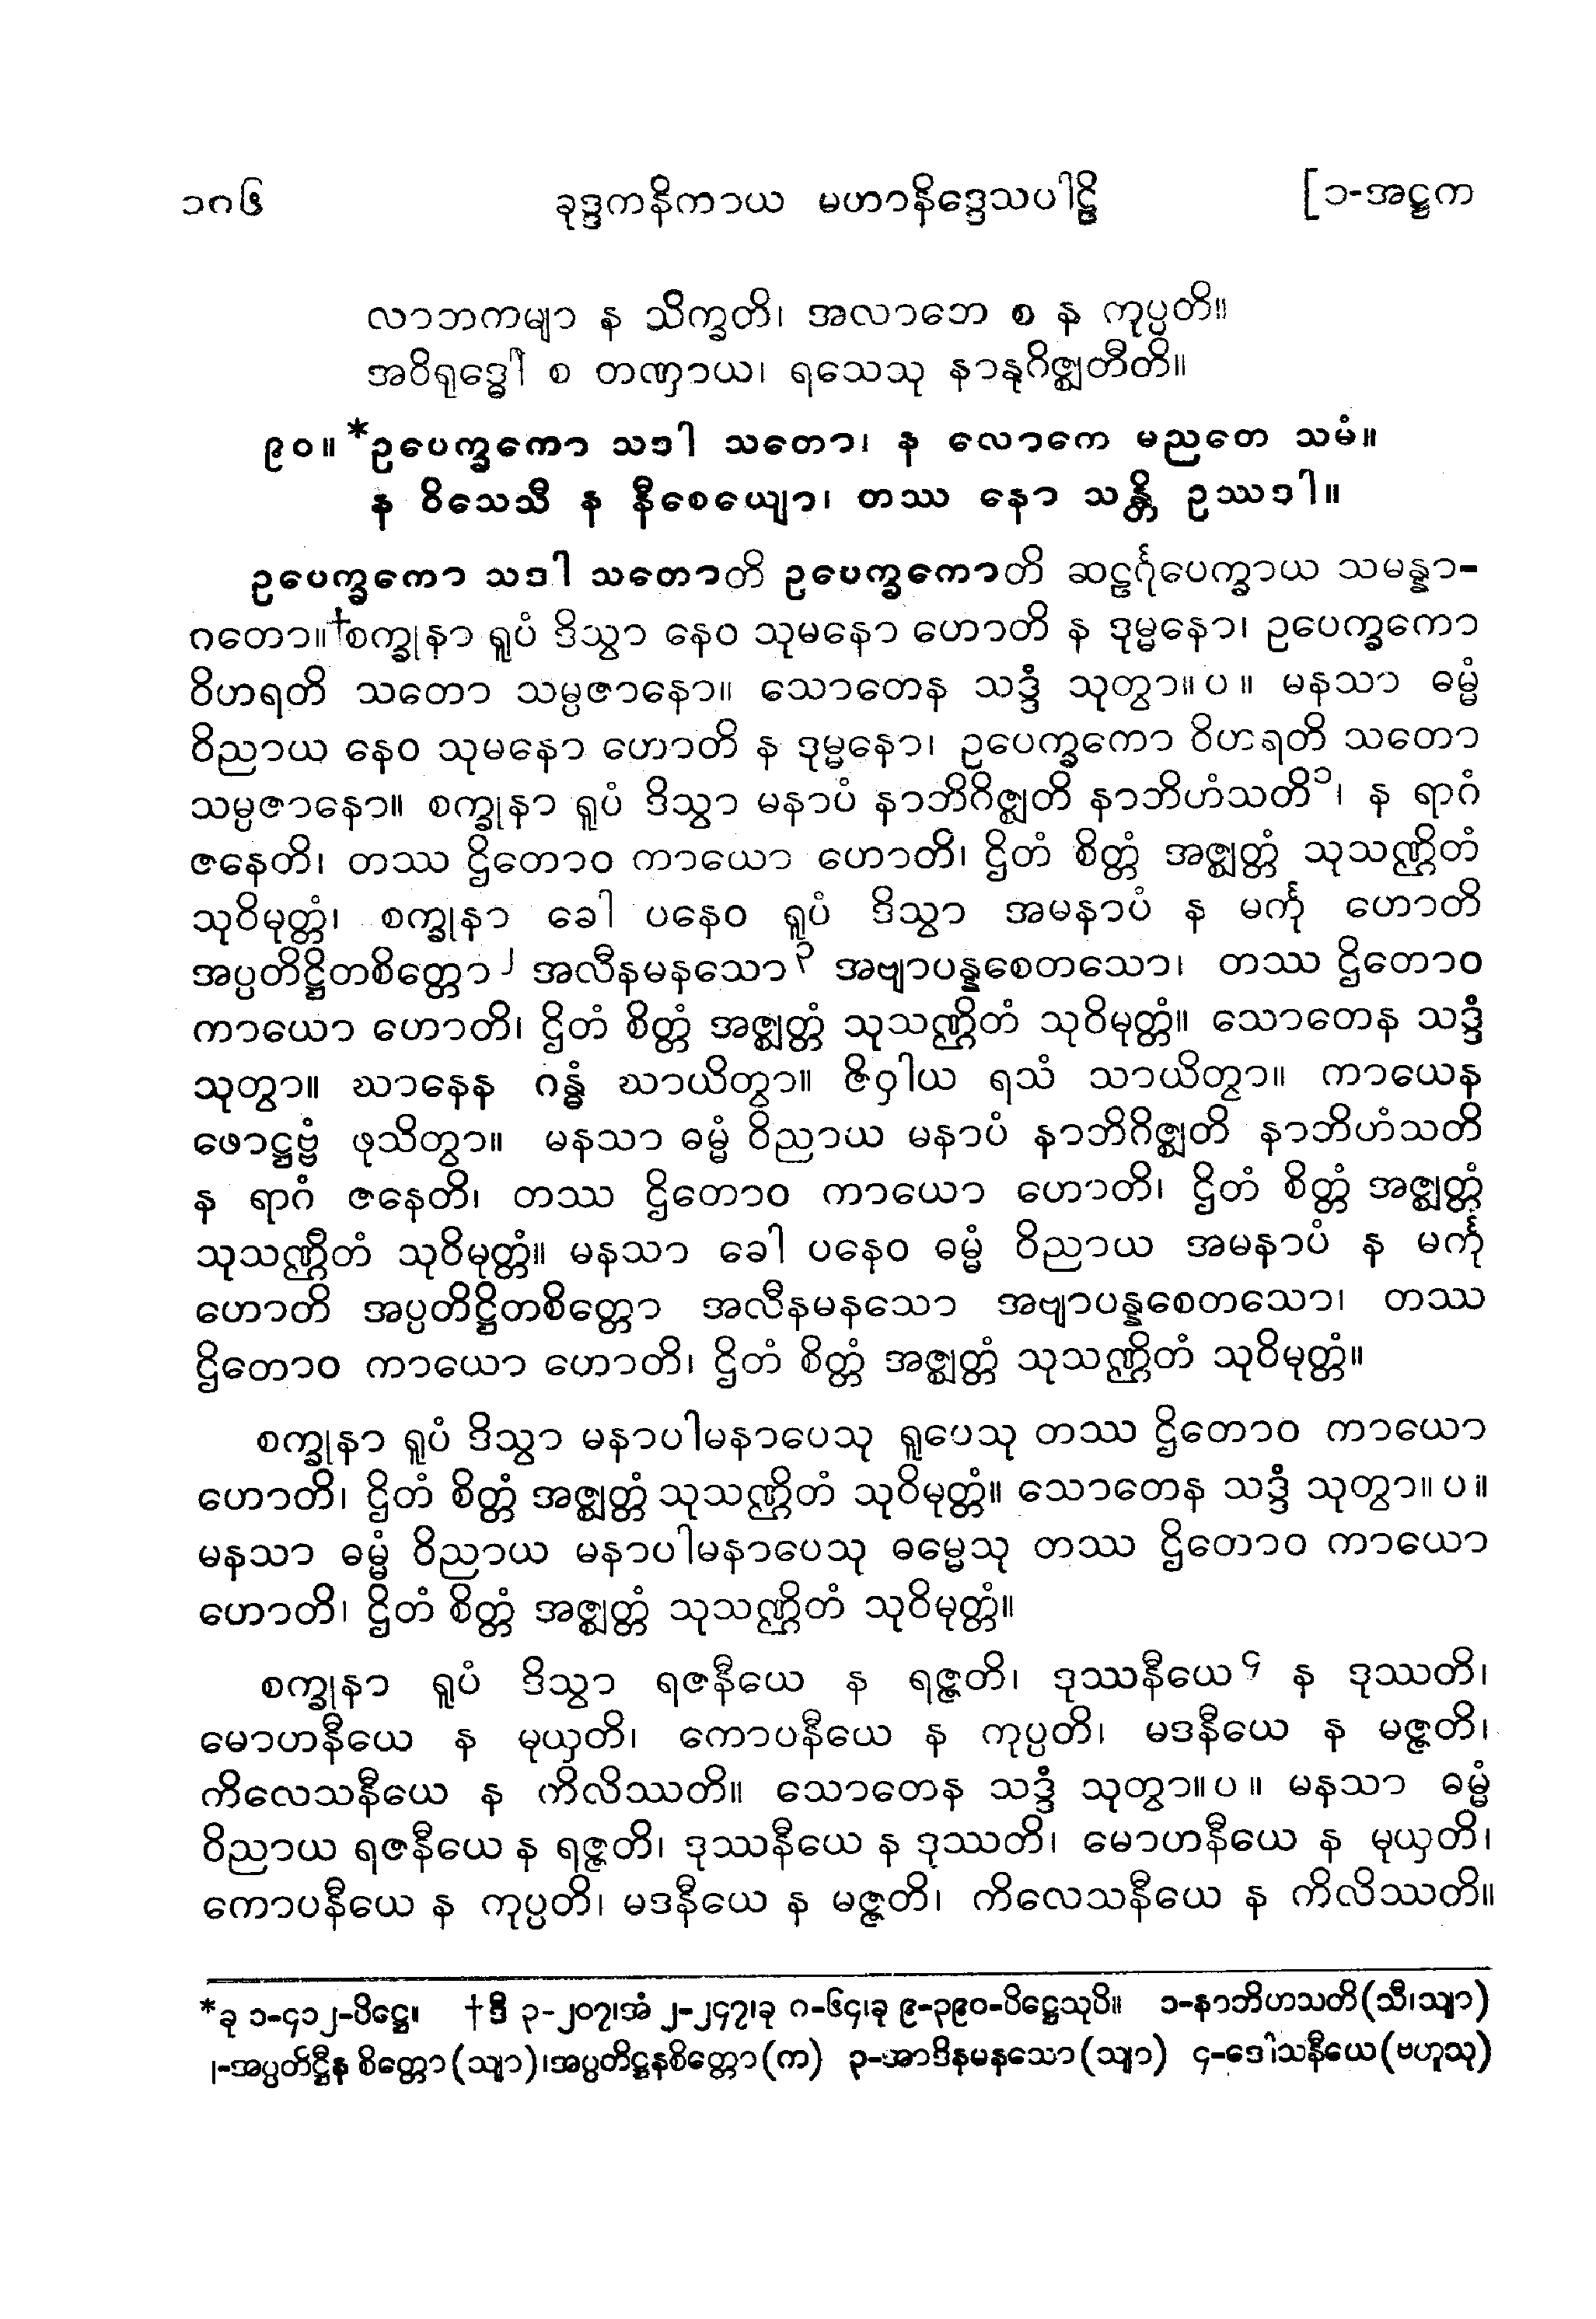 ၁၈၆ ခုဒ္ဒကနိကာယ မဟာနိဒ္ဒေသပါဠိ [၁-အဋ္ဌက
လာဘကမျာ န သိက္ခတိ၊ အလာဘေ စ န ကုပ္ပတိ။
အဝိရုဒ္ဓေါ စ တဏှာယ၊ ရသေသု နာနုဂိဇ္ဈတီတိ။
၉၀။ *ဥပေက္ခကော သဒါ သတော၊ န လောကေ မညတေ သမံ။
န ဝိသေသီ န နီစေယျော၊ တဿ နော သန္တိ ဥဿဒါ။
ဥပေက္ခကော သဒါ သတောတိ ဥပေက္ခကောတိ ဆဠင်္ဂုပေက္ခာယ သမန္နာ-
ဂတော။ †စက္ခုနာ ရူပံ ဒိသွာ နေဝ သုမနော ဟောတိ န ဒုမ္မနော၊ ဥပေက္ခကော
ဝိဟရတိ သတော သမ္ပဇာနော။ သောတေန သဒ္ဒံ သုတွာ။ပ။ မနသာ ဓမ္မံ
ဝိညာယ နေဝ သုမနော ဟောတိ န ဒုမ္မနော၊ ဥပေက္ခကော ဝိဟရတိ သတော
သမ္ပဇာနော။ စက္ခုနာ ရူပံ ဒိသွာ မနာပံ နာဘိဂိဇ္ဈတိ နာဘိဟံသတိ၁၊ န ရာဂံ
ဇနေတိ၊ တဿ ဌိတောဝ ကာယော ဟောတိ၊ ဌိတံ စိတ္တံ အဇ္ဈတ္တံ သုသဏ္ဌိတံ
သုဝိမုတ္တံ၊ စက္ခုနာ ခေါ ပနေဝ ရူပံ ဒိသွာ အမနာပံ န မင်္ကု ဟောတိ
အပ္ပတိဋ္ဌိတစိတ္တော၂ အလီနမနသော၃ အဗျာပန္နစေတသော၊ တဿ ဌိတောဝ
ကာယော ဟောတိ၊ ဌိတံ စိတ္တံ အဇ္ဈတ္တံ သုသဏ္ဌိတံ သုဝိမုတ္တံ။ သောတေန သဒ္ဒံ
သုတွာ။ ဃာနေန ဂန္ဓံ ဃာယိတွာ။ ဇိဝှါယ ရသံ သာယိတွာ။ ကာယေန
ဖောဋ္ဌဗ္ဗံ ဖုသိတွာ။ မနသာ ဓမ္မံ ဝိညာယ မနာပံ နာဘိဂိဇ္ဈတိ နာဘိဟံသတိ
န ရာဂံ ဇနေတိ၊ တဿ ဌိတောဝ ကာယော ဟောတိ၊ ဌိတံ စိတ္တံ အဇ္ဈတ္တံ
သုသဏ္ဌိတံ သုဝိမုတ္တံ။ မနသာ ခေါ ပနေဝ ဓမ္မံ ဝိညာယ အမနာပံ န မင်္ကု
ဟောတိ အပ္ပတိဋ္ဌိတစိတ္တော အလီနမနသော အဗျာပန္နစေတသော၊ တဿ
ဌိတောဝ ကာယော ဟောတိ၊ ဌိတံ စိတ္တံ အဇ္ဈတ္တံ သုသဏ္ဌိတံ သုဝိမုတ္တံ။
စက္ခုနာ ရူပံ ဒိသွာ မနာပါမနာပေသု ရူပေသု တဿ ဌိတောဝ ကာယော
ဟောတိ၊ ဌိတံ စိတ္တံ အဇ္ဈတ္တံ သုသဏ္ဌိတံ သုဝိမုတ္တံ။ သောတေန သဒ္ဒံ သုတွာ။ပ။
မနသာ ဓမ္မံ ဝိညာယ မနာပါမနာပေသု ဓမ္မေသု တဿ ဌိတောဝ ကာယော
ဟောတိ၊ ဌိတံ စိတ္တံ အဇ္ဈတ္တံ သုသဏ္ဌိတံ သုဝိမုတ္တံ။
စက္ခုနာ ရူပံ ဒိသွာ ရဇနီယေ န ရဇ္ဇတိ၊ ဒုဿနီယေ၄ န ဒုဿတိ၊
မောဟနီယေ န မုယှတိ၊ ကောပနီယေ န ကုပ္ပတိ၊ မဒနီယေ န မဇ္ဇတိ၊
ကိလေသနီယေ န ကိလိဿတိ။ သောတေန သဒ္ဒံ သုတွာ။ပ။ မနသာ ဓမ္မံ
ဝိညာယ ရဇနီယေ န ရဇ္ဇတိ၊ ဒုဿနီယေ န ဒုဿတိ၊ မောဟနီယေ န မုယှတိ၊
ကောပနီယေ န ကုပ္ပတိ၊ မဒနီယေ န မဇ္ဇတိ၊ ကိလေသနီယေ န ကိလိဿတိ။
*ခု ၁-၄၁၂-ပိဋ္ဌေ။ †ဒီ ၃-၂၀၇၊အံ ၂-၂၄၇၊ခု ၈-၆၄၊ခု ၉-၃၉၀-ပိဋ္ဌေသုပိ။ ၁-နာဘိဟသတိ(သီ၊သျာ)
၂-အပ္ပတိဋ္ဌီနစိတ္တော(သျာ)၊အပ္ပတိဋ္ဌနစိတ္တော(က) ၃-အာဒိနမနသော(သျာ) ၄-ဒေါသနီယေ(ဗဟူသု)